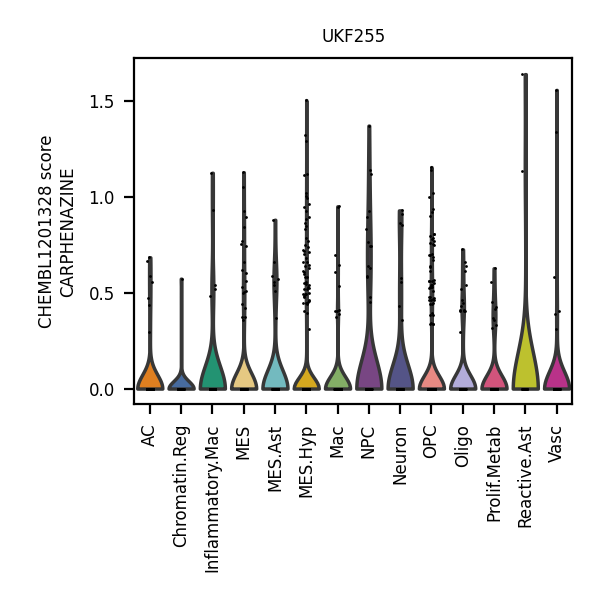 UKF255
CHEMBL1201328 score
CARPHENAZINE
1.5
1.0
0.5
0.0
AC
Chromatin.Reg
Inflammatory.Mac
MES
MES.Ast
MES.Hyp
Mac
NPC
Neuron
OPC
Oligo
Prolif.Metab
Reactive.Ast
Vasc